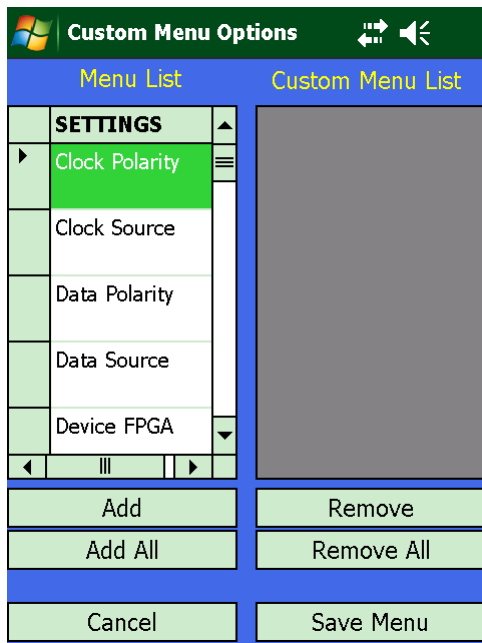 Custom Menu Options
Menu List
Custom Menu List
SETTINGS
Clock Polarity
Clock Source
Data Polarity
Data Source
Device FPGA
Add
Remove
Add All
Remove All
Cancel
Save Menu